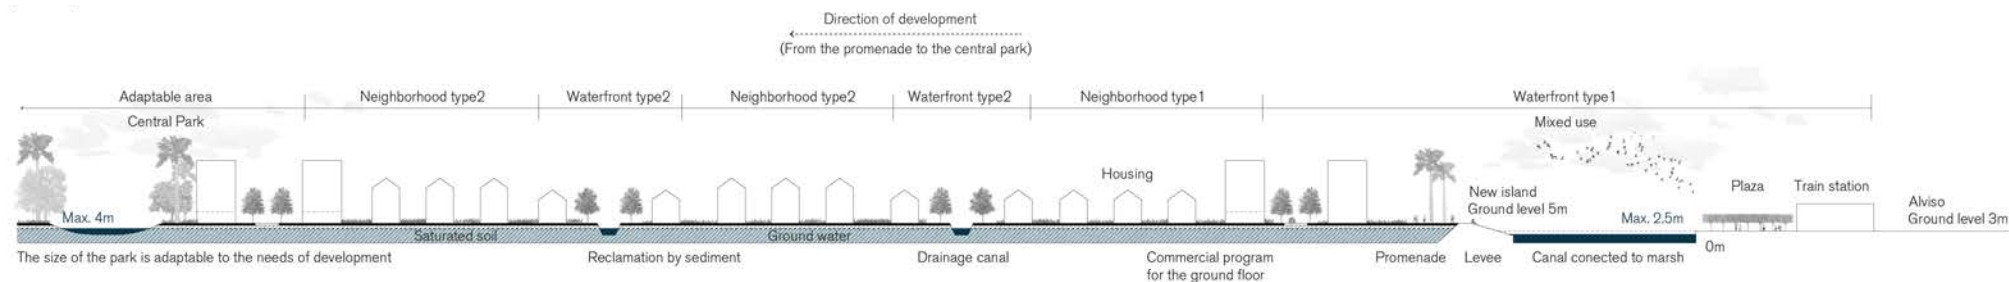 Direction of development
(From the promenade to the central park)
Adaptable area
Neighborhood type2
Waterfront type2
Neighborhood type2
Waterfront type2
Neighborhood type1
Waterfront type1
Central Park
Mixed use
Housing
New island
Ground level 5m
Plaza
Train station
Alviso
Ground level 3m
Max. 4m
Max. 2.5m
Saturated soil
Ground water
0m
The size of the park is adaptable to the needs of development
Reclamation by sediment
Drainage canal
Commercial program
for the ground floor
Promenade
Levee
Canal conected to marsh